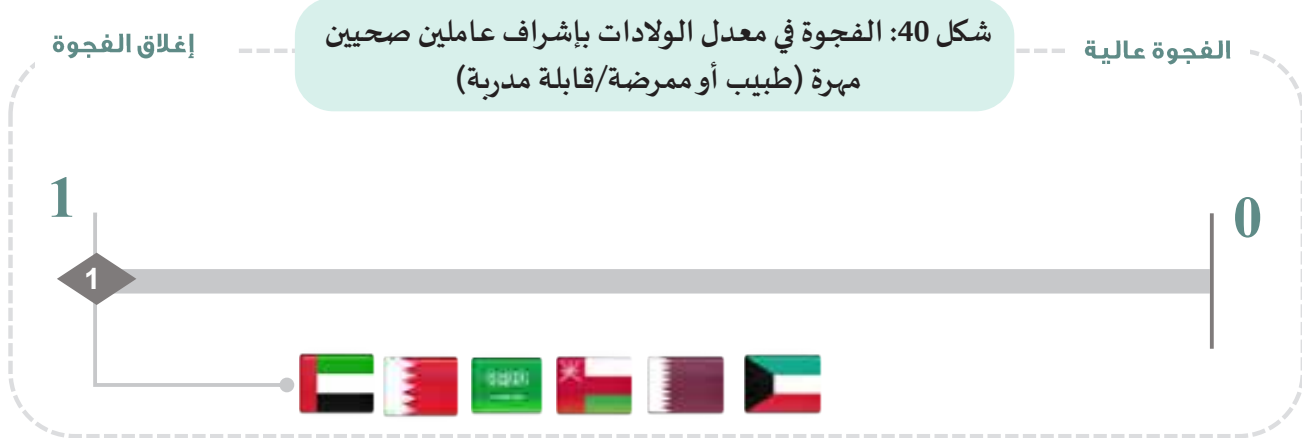 الفجوة عالية
شكل 40: الفجوة في معدل الولادات بإشراف عاملين صحيين
مهرة (طبيب أو ممرضة/قابلة مدربة)
إغلاق الفجوة
0
1
1